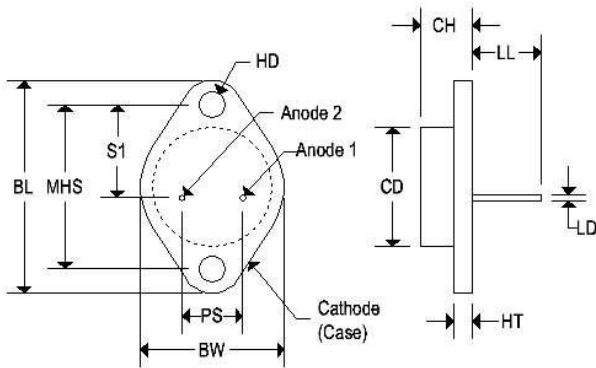 CH
HD
LL
Anode 2
S1
Anode 1
BL
MHS
CD
LD
PS
Cathode
(Case)
HT
BW